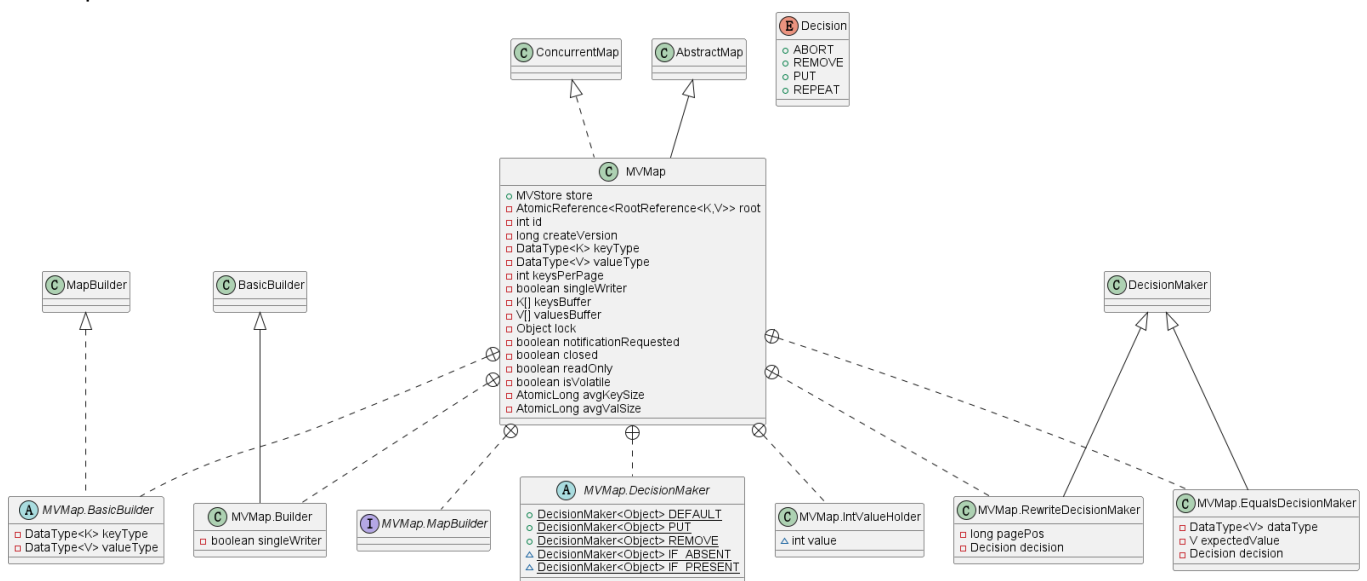 E Decision
ABORT
REMOVE
PUT
REPEAT
C ConcurrentMap
C AbstractMap
C MVMap
MVStore store
AtomicReference<RootReference<K,V>> root
int id
long createVersion
DataType<K> keyType
DataType<V> valueType
int keysPerPage
boolean singleWriter
K[] keysBuffer
V[] valuesBuffer
Object lock
boolean notificationRequested
boolean closed
boolean readOnly
boolean isVolatile
AtomicLong avgKeySize
AtomicLong avgValSize
C MapBuilder
C BasicBuilder
C DecisionMaker
A MVMap.BasicBuilder
DataType<K> keyType
DataType<V> valueType
C MVMap.Builder
boolean singleWriter
I MVMap.MapBuilder
A MVMap.DecisionMaker
DecisionMaker<Object> DEFAULT
DecisionMaker<Object> PUT
DecisionMaker<Object> REMOVE
DecisionMaker<Object> IF_ABSENT
DecisionMaker<Object> IF_PRESENT
C MVMap.IntValueHolder
int value
C MVMap.RewriteDecisionMaker
long pagePos
Decision decision
C MVMap.EqualsDecisionMaker
DataType<V> dataType
V expectedValue
Decision decision